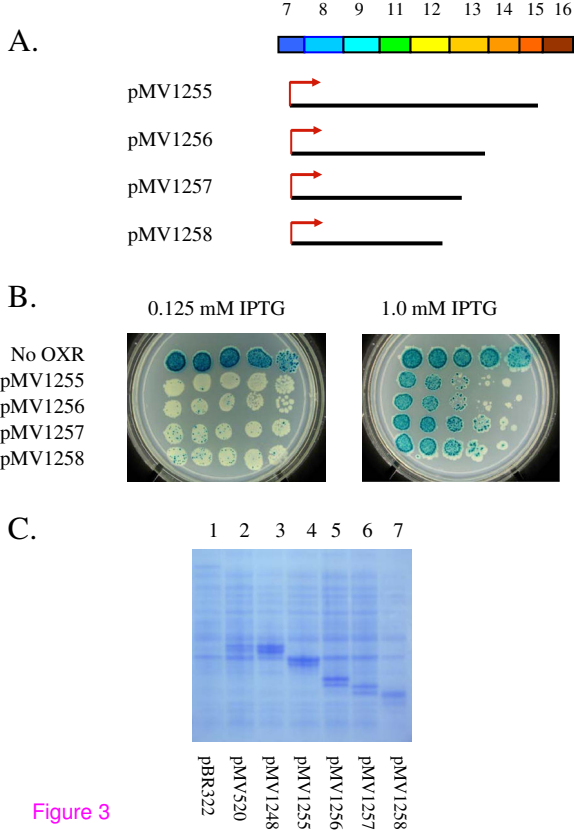 A.
7 8 9 11 12 13 14 15 16
pMV1255
pMV1256
pMV1257
pMV1258
B.
0.125 mM IPTG 1.0 mM IPTG
No OXR
pMV1255
pMV1256
pMV1257
pMV1258
C.
1 2 3 4 5 6 7
pBR322
pMV520
pMV1248
pMV1255
pMV1256
pMV1257
pMV1258
Figure 3